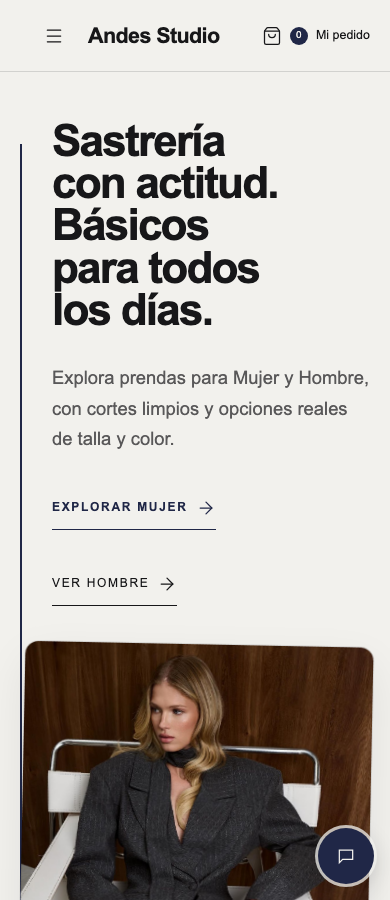 Andes Studio
0 Mi pedido
Sastrería
con actitud.
Básicos
para todos
los días.
Explora prendas para Mujer y Hombre,
con cortes limpios y opciones reales
de talla y color.
EXPLORAR MUJER
VER HOMBRE